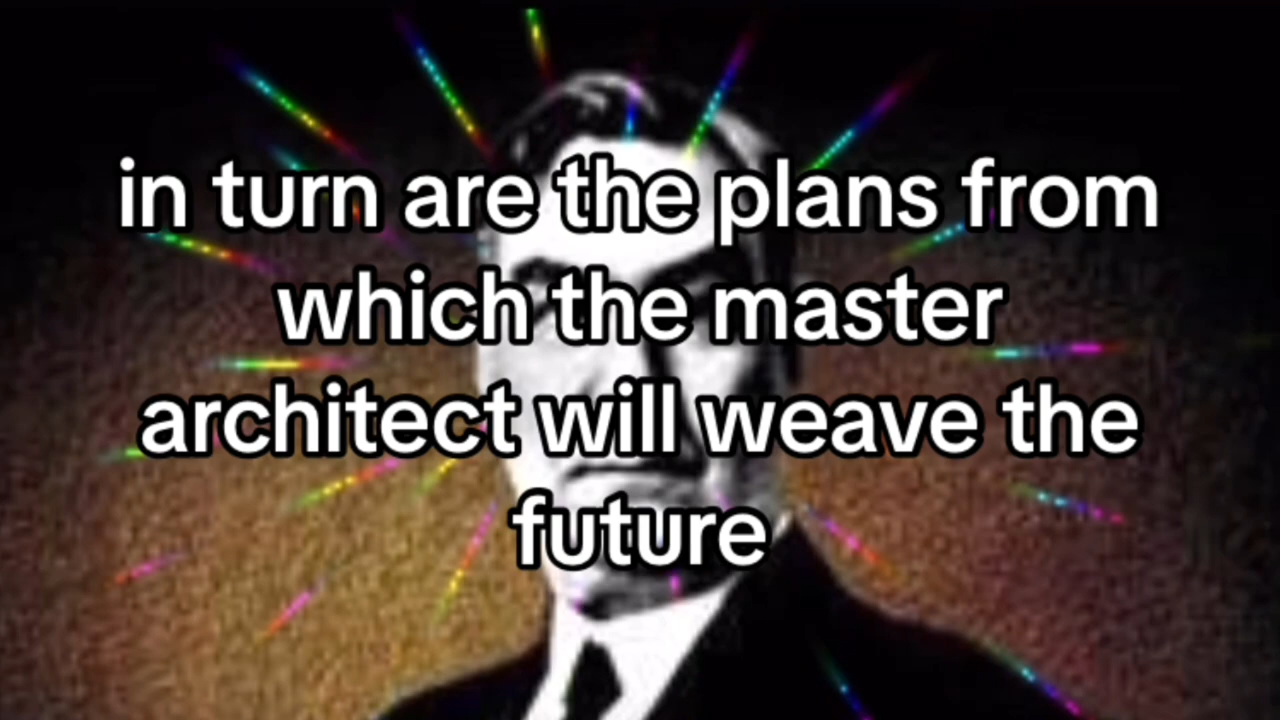 in turn are the plans from
which the master
architect will weave the
future